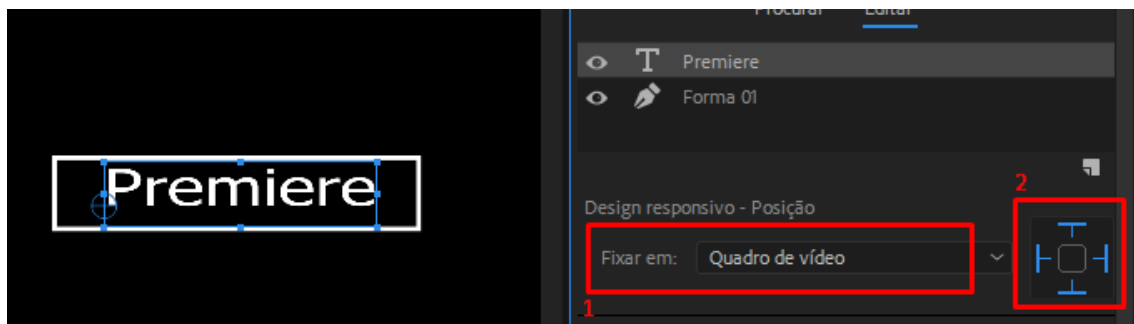 Procurar Editar
Premiere
Forma 01
Premiere
2
Design responsivo - Posição
Fixar em: Quadro de vídeo
1